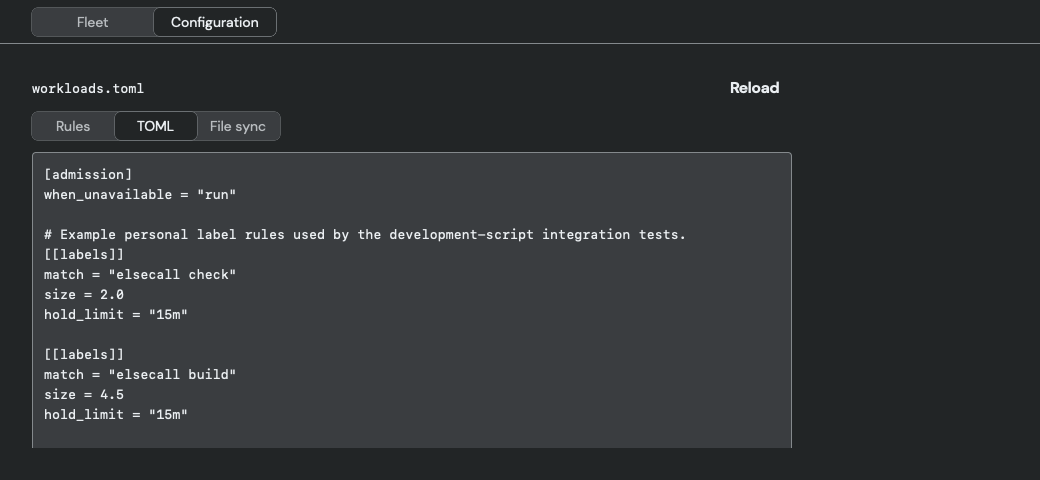 Fleet Configuration
workloads.toml Reload
Rules TOML File sync
[admission]
when_unavailable = "run"
# Example personal label rules used by the development-script integration tests.
[[labels]]
match = "elsecall check"
size = 2.0
hold_limit = "15m"
[[labels]]
match = "elsecall build"
size = 4.5
hold_limit = "15m"